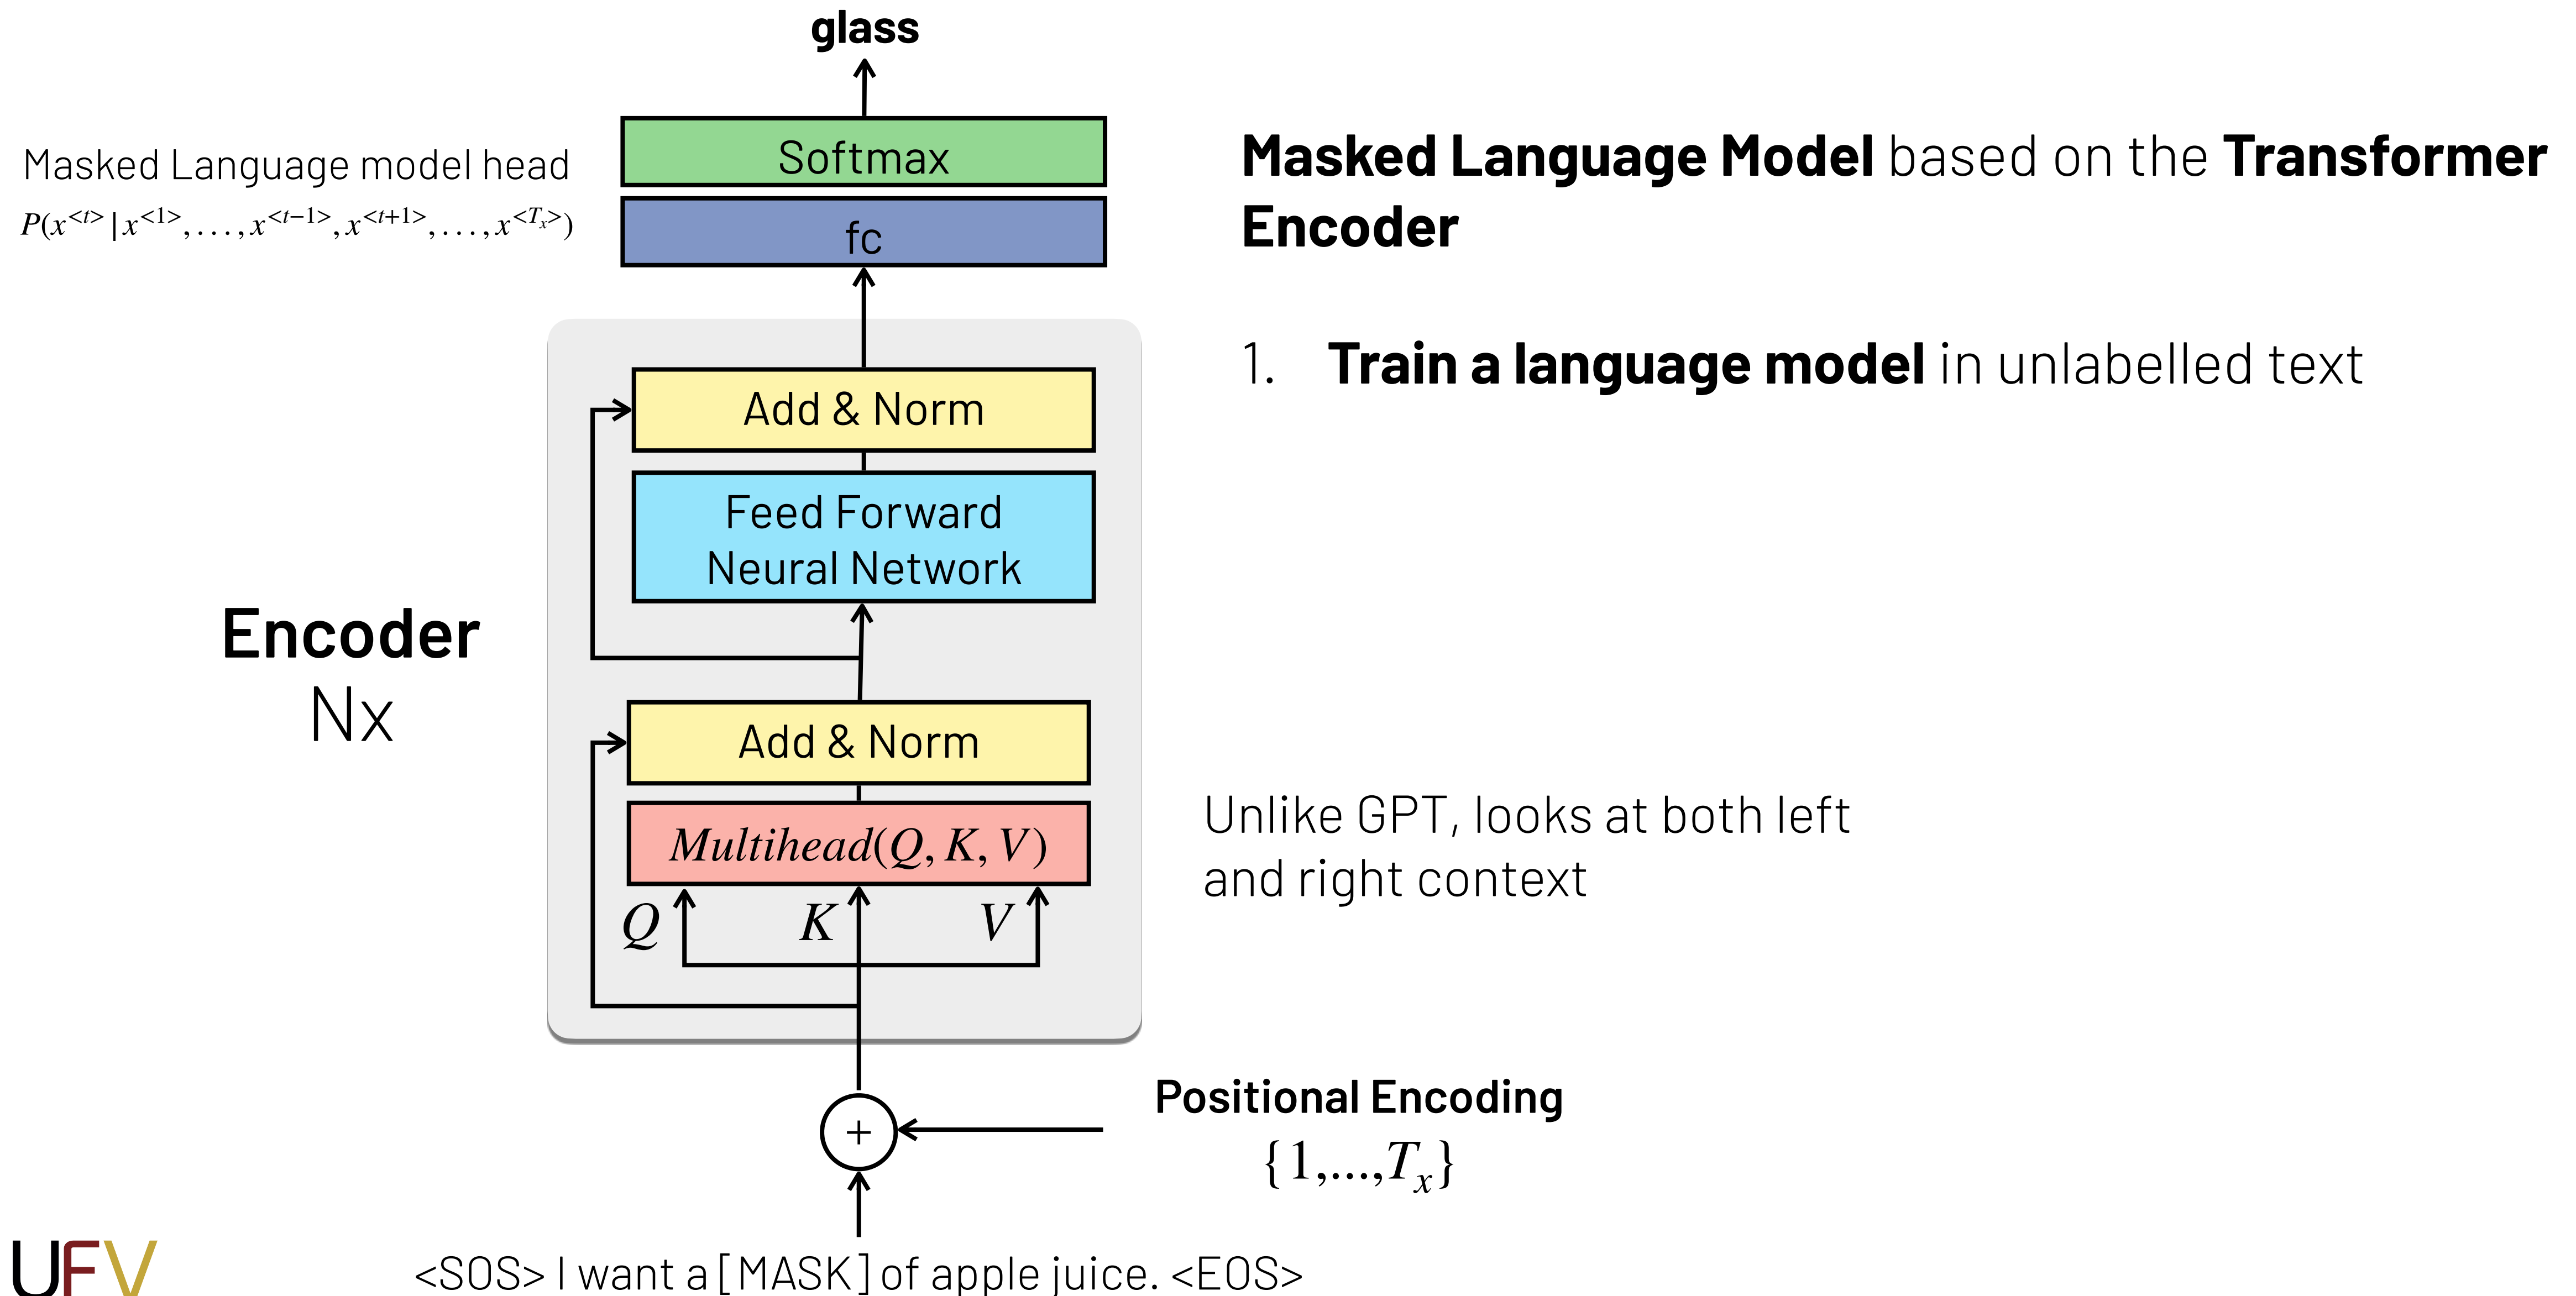 glass
Softmax
fc
Masked Language model head
P(x^{<t>} | x^{<1>}, . . . , x^{<t−1>}, x^{<t+1>}, . . . , x^{<T_x>})
Masked Language Model based on the Transformer
Encoder
1. Train a language model in unlabelled text
Add & Norm
Feed Forward
Neural Network
Encoder
Nx
Add & Norm
Multihead(Q, K, V)
Q K V
Unlike GPT, looks at both left
and right context
Positional Encoding
{1,...,T_x}
+
<SOS> I want a [MASK] of apple juice. <EOS>
UFV